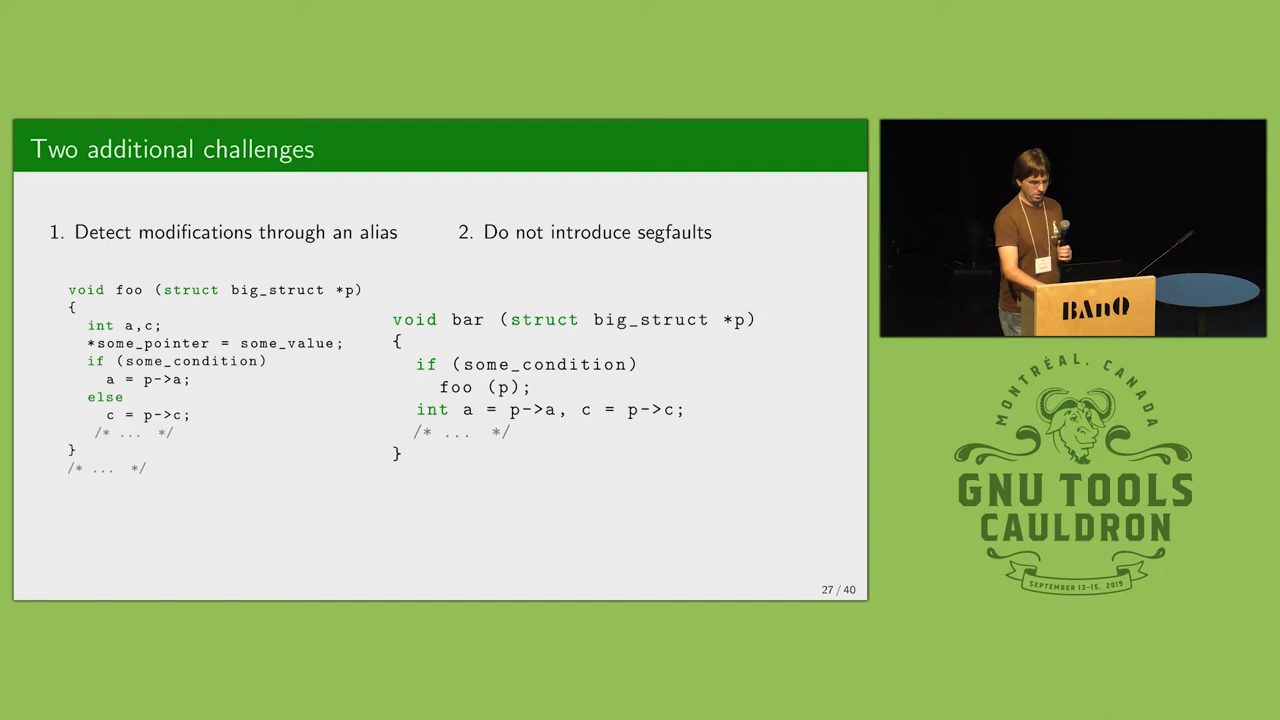 Two additional challenges
1. Detect modifications through an alias
void foo (struct big_struct *p)
{
int a,c;
*some_pointer = some_value;
if (some_condition)
a = p->a;
else
c = p->c;
/* ... */
}
/* ... */
2. Do not introduce segfaults
void bar (struct big_struct *p)
{
if (some_condition)
foo (p);
int a = p->a, c = p->c;
/* ... */
}
27 / 40
BAnQ
MONTRÉAL, CANADA
GNU TOOLS
CAULDRON
SEPTEMBER 13-15, 2019